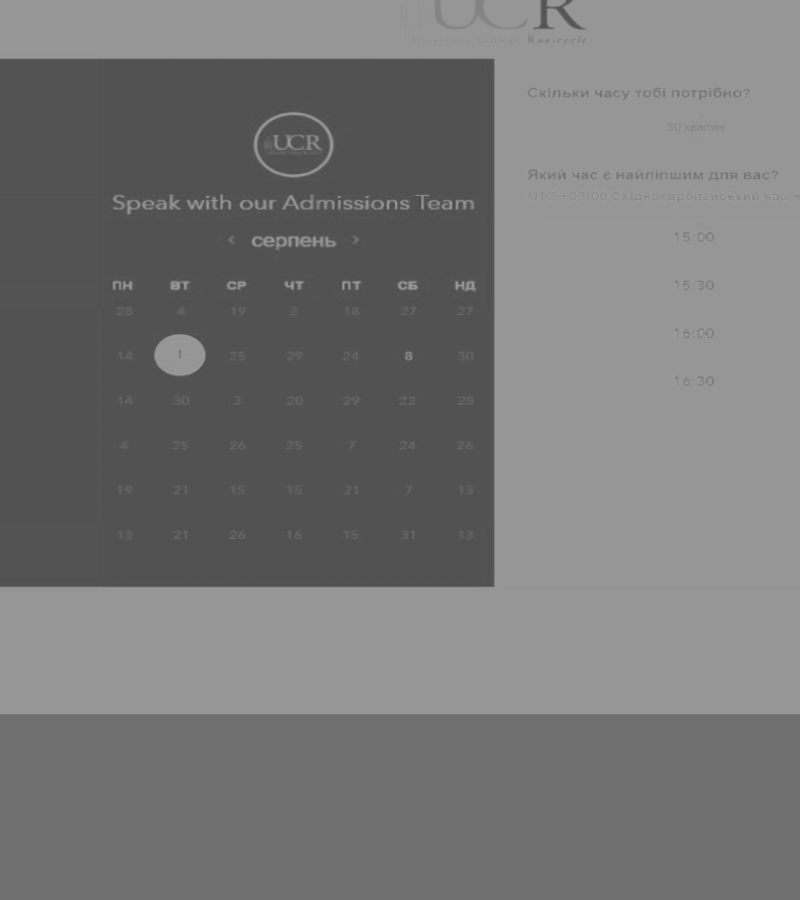 UCR
Roosevelt
UCR
Speak with our Admissions Team
< серпень >
ПН ВТ СР ЧТ ПТ СБ НД
25 4 19 2 18 27 27
14 1 25 29 24 8 30
14 30 3 20 29 23 28
4 25 26 25 7 24 26
19 21 15 15 21 7 13
13 21 26 16 15 31 13
Скільки часу тобі потрібно?
30 хвилин
Який час є найліпшим для вас?
UTC +03:00 Східноєвропейський час
15:00
15:30
16:00
16:30